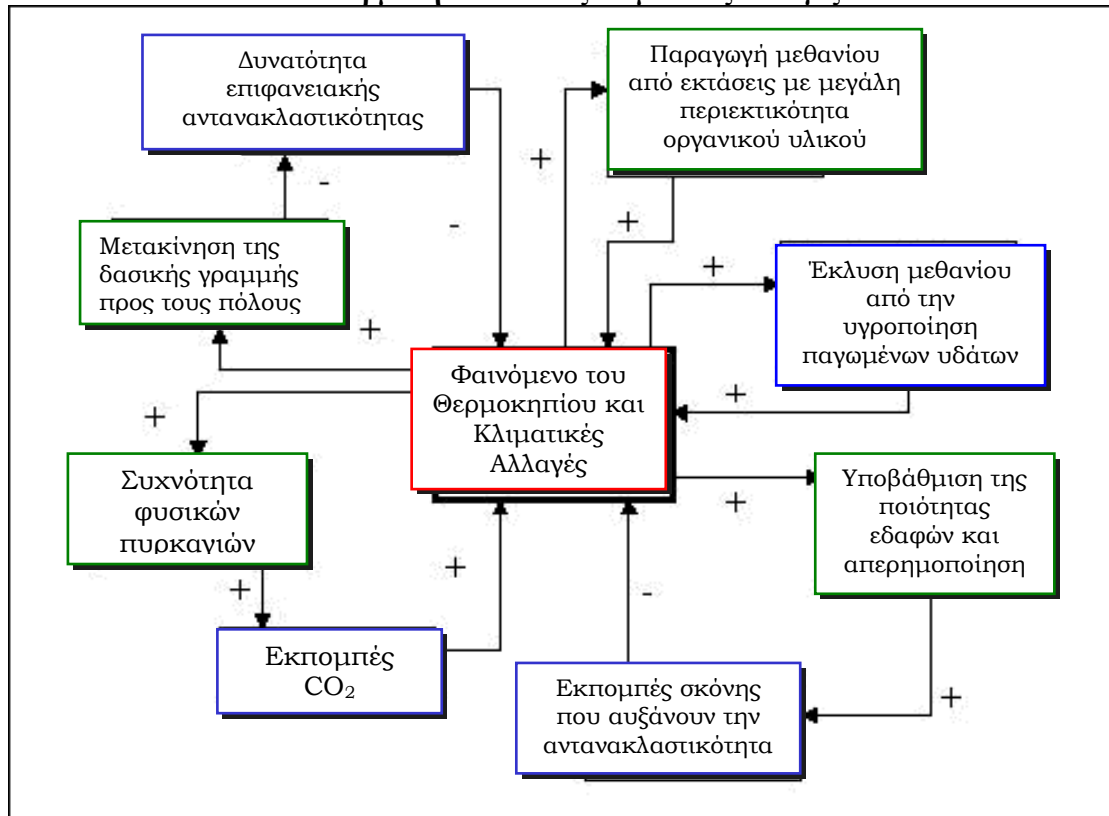 Δυνατότητα
επιφανειακής
αντανακλαστικότητας
Παραγωγή μεθανίου
από εκτάσεις με μεγάλη
περιεκτικότητα
οργανικού υλικού
+
-
+
-
Μετακίνηση της
δασικής γραμμής
προς τους πόλους
+
Έκλυση μεθανίου
από την
υγροποίηση
παγωμένων υδάτων
+
Φαινόμενο του
Θερμοκηπίου και
Κλιματικές
Αλλαγές
+
+
Συχνότητα
φυσικών
πυρκαγιών
+
Υποβάθμιση της
ποιότητας
εδαφών και
απερημοποίηση
+
+
-
Εκπομπές
CO₂
Εκπομπές σκόνης
που αυξάνουν την
αντανακλαστικότητα
+